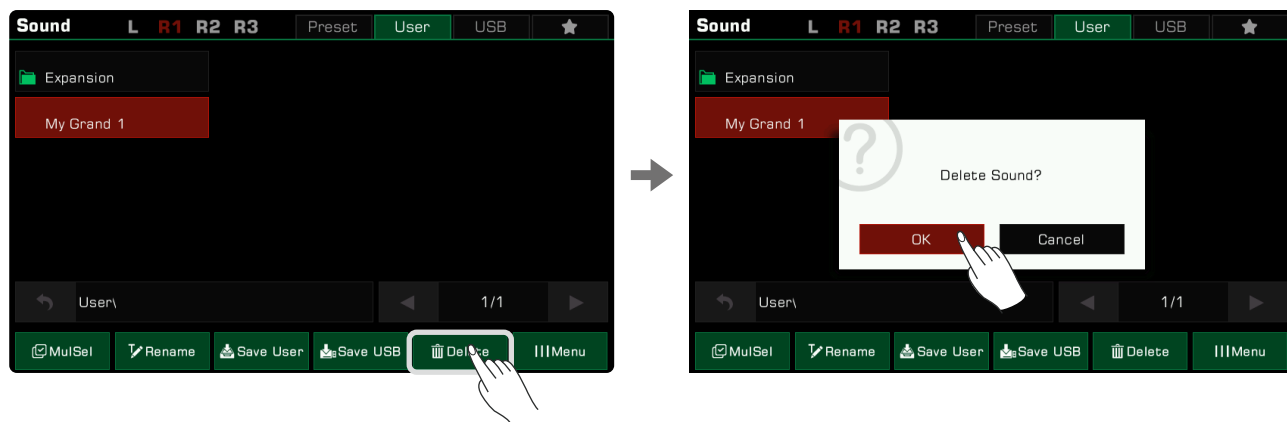 Sound L R1 R2 R3 Preset User USB
Expansion
My Grand 1
User\ 1/1
MulSel Rename Save User Save USB Delete Menu
Sound L R1 R2 R3 Preset User USB
Expansion
My Grand 1
Delete Sound?
OK Cancel
User\ 1/1
MulSel Rename Save User Save USB Delete Menu